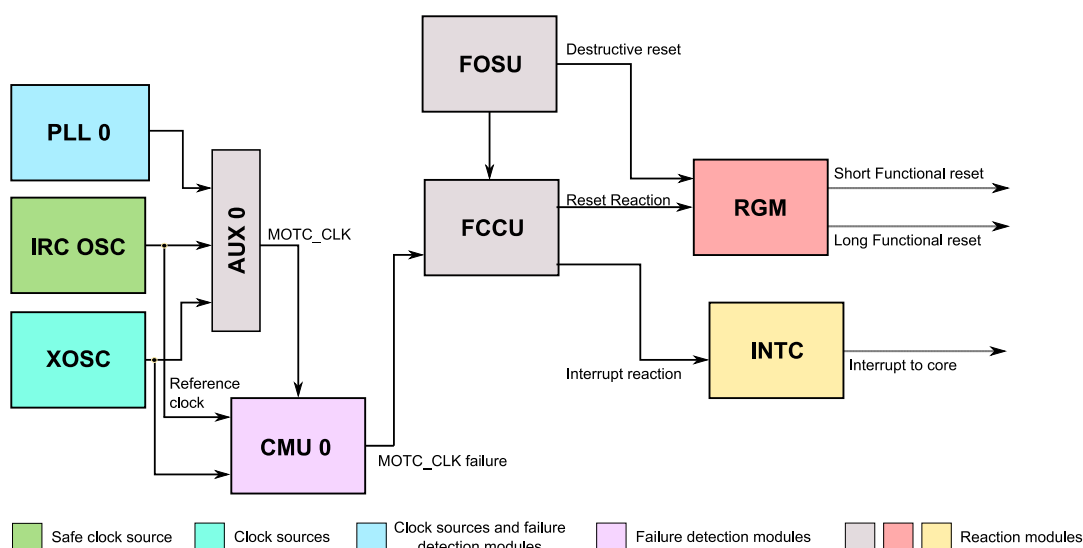 FOSU
Destructive reset
PLL 0
AUX 0
Short Functional reset
RGM
FCCU
Reset Reaction
IRC OSC
MOTC_CLK
Long Functional reset
XOSC
INTC
Interrupt reaction
Interrupt to core
Reference
clock
CMU 0
MOTC_CLK failure
Safe clock source
Clock sources
Clock sources and failure
detection modules
Failure detection modules
Reaction modules